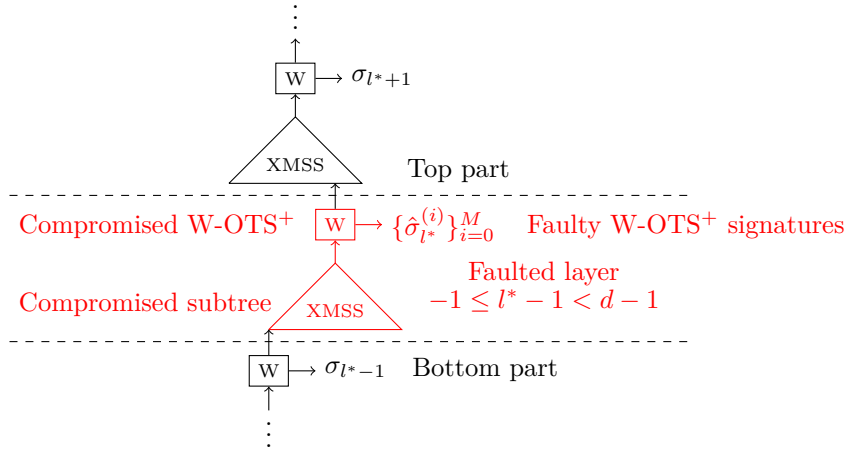 ⋮
W → σ_{l*+1}
XMSS Top part
Compromised W-OTS⁺ W → {σ̂_{l*}^{(i)}}_{i=0}^{M} Faulty W-OTS⁺ signatures
Faulted layer
Compromised subtree XMSS −1 ≤ l* − 1 < d − 1
W → σ_{l*−1} Bottom part
⋮